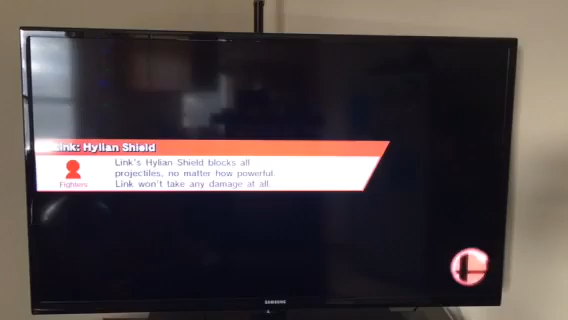 Link: Hylian Shield
Link's Hylian Shield blocks all
projectiles, no matter how powerful.
Link won't take any damage at all.
Fighters
SAMSUNG